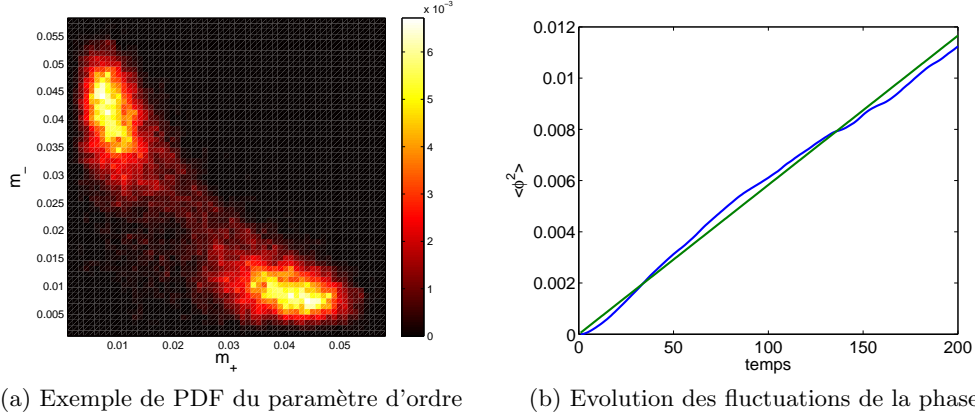 x 10⁻³
0.055
0.05
0.045
0.04
0.035
0.03
0.025
0.02
0.015
0.01
0.005
m_-
0.01 0.02 0.03 0.04 0.05
m_+
6
5
4
3
2
1
0
0.012
0.01
0.008
0.006
0.004
0.002
0
<ϕ²>
0 50 100 150 200
temps
(a) Exemple de PDF du paramètre d'ordre
(b) Evolution des fluctuations de la phase